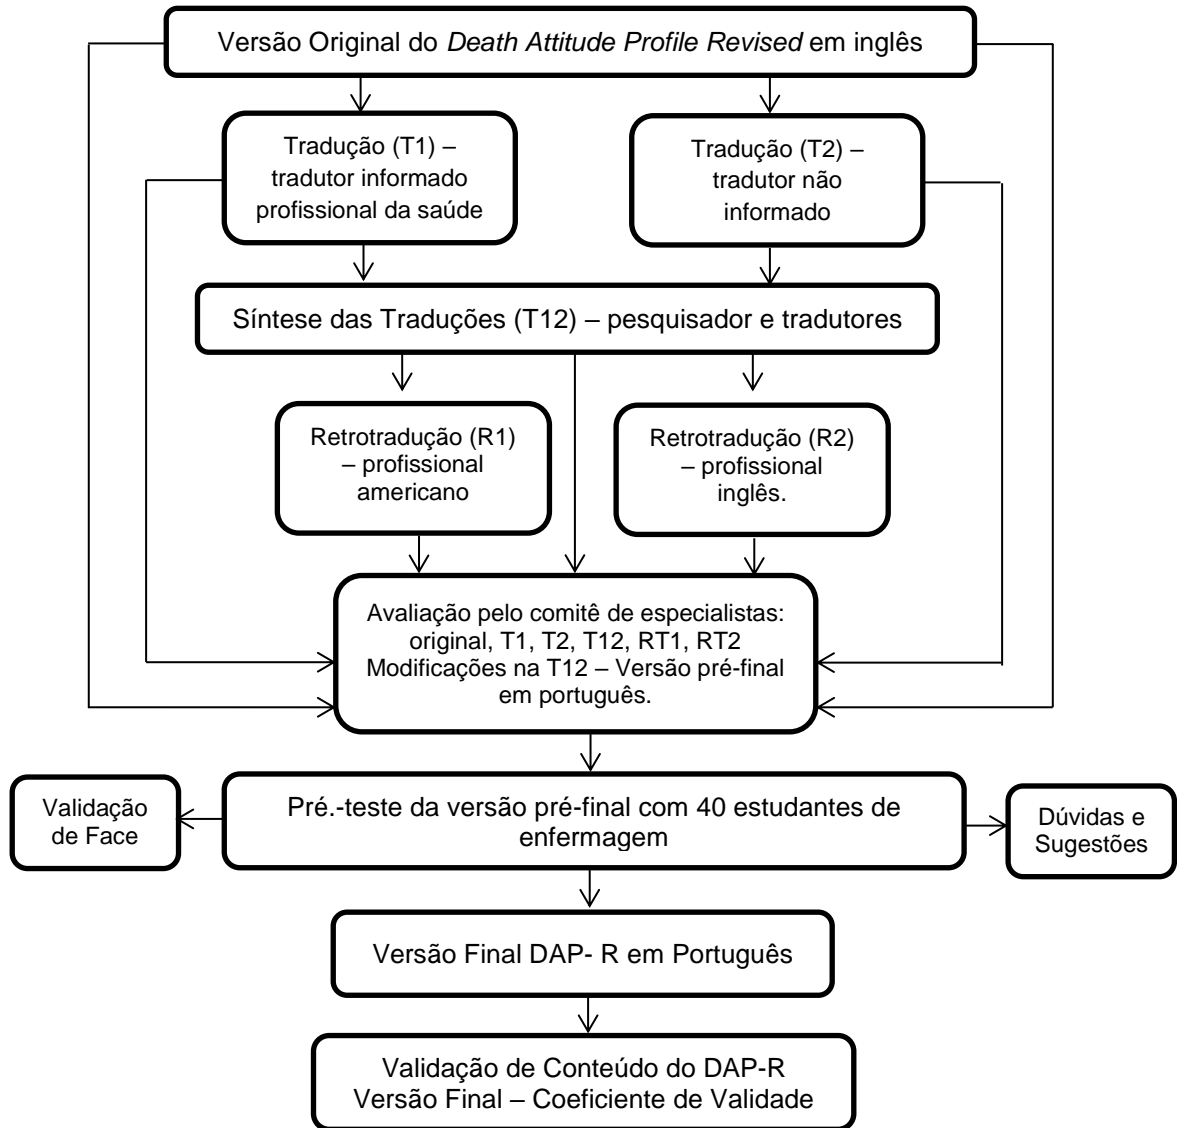 Versão Original do Death Attitude Profile Revised em inglês
Tradução (T1) –
tradutor informado
profissional da saúde
Tradução (T2) –
tradutor não
informado
Síntese das Traduções (T12) – pesquisador e tradutores
Retrotradução (R1)
– profissional
americano
Retrotradução (R2)
– profissional
inglês.
Avaliação pelo comitê de especialistas:
original, T1, T2, T12, RT1, RT2
Modificações na T12 – Versão pré-final
em português.
Validação
de Face
Pré.-teste da versão pré-final com 40 estudantes de
enfermagem
Dúvidas e
Sugestões
Versão Final DAP- R em Português
Validação de Conteúdo do DAP-R
Versão Final – Coeficiente de Validade